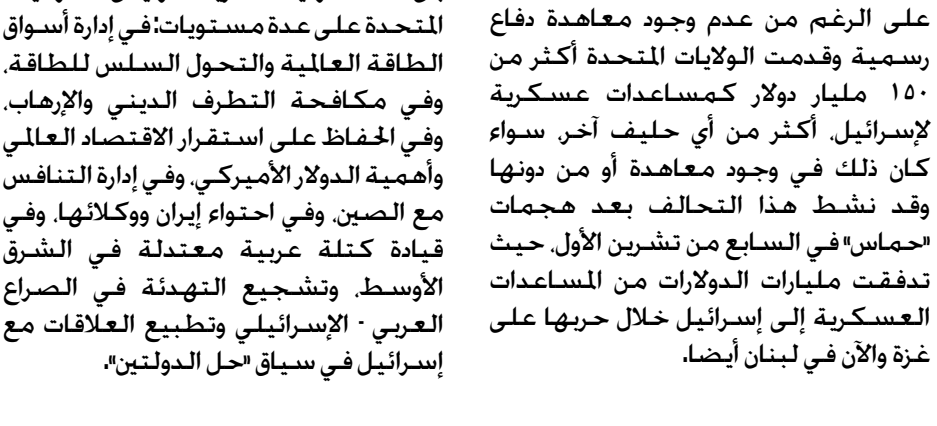 على الرغم من عدم وجود معاهدة دفاع
رسمية وقدمت الولايات المتحدة أكثر من
١٥٠ مليار دولار كمساعدات عسكرية
لإسرائيل، أكثر من أي حليف آخر، سواء
كان ذلك في وجود معاهدة أو من دونها
وقد نشط هذا التحالف بعد هجمات
"حماس" في السابع من تشرين الأول، حيث
تدفقت مليارات الدولارات من المساعدات
العسكرية إلى إسرائيل خلال حربها على
غزة والآن في لبنان أيضا.
المتحدة على عدة مستويات: في إدارة أسواق
الطاقة العالمية والتحول السلس للطاقة،
وفي مكافحة التطرف الديني والإرهاب،
وفي الحفاظ على استقرار الاقتصاد العالمي
وأهمية الدولار الأميركي، وفي إدارة التنافس
مع الصين، وفي احتواء إيران ووكلائها، وفي
قيادة كتلة عربية معتدلة في الشرق
الأوسط، وتشجيع التهدئة في الصراع
العربي - الإسرائيلي وتطبيع العلاقات مع
إسرائيل في سياق "حل الدولتين".